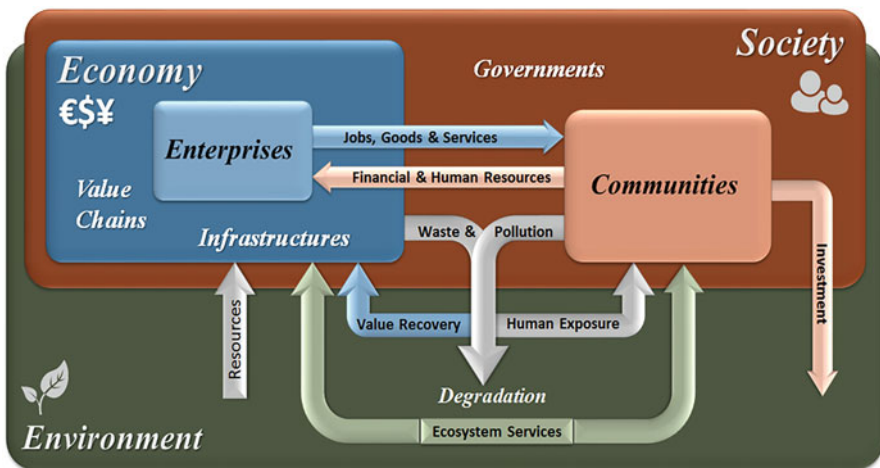 Society
Economy
€$¥
Governments
Enterprises
Jobs, Goods & Services
Financial & Human Resources
Communities
Value
Chains
Infrastructures
Waste &
Pollution
Investment
Resources
Value Recovery
Human Exposure
Degradation
Ecosystem Services
Environment